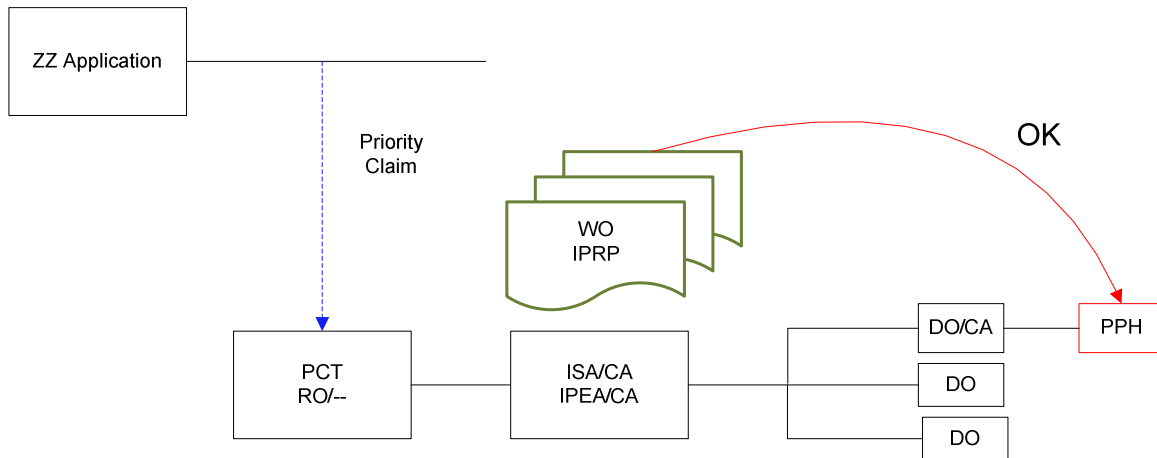 ZZ Application
Priority
Claim
OK
WO
IPRP
PCT
RO/--
ISA/CA
IPEA/CA
DO/CA
PPH
DO
DO